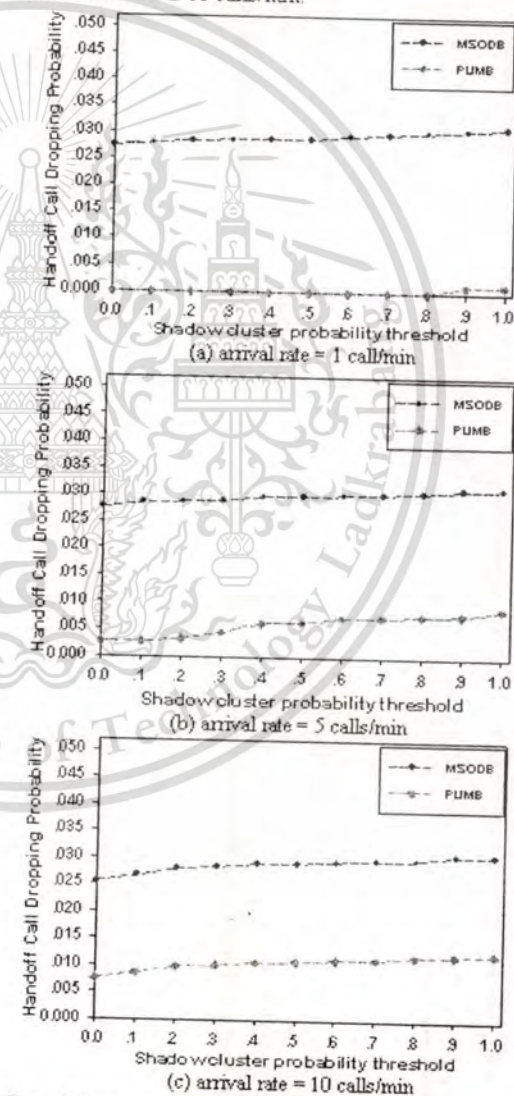 MSODB
PUMB
Handoff Call Dropping Probability
.050
.045
.040
.035
.030
.025
.020
.015
.010
.005
0.000
0.0 .1 .2 .3 .4 .5 .6 .7 .8 .9 1.0
Shadow cluster probability threshold
(a) arrival rate = 1 call/min
MSODB
PUMB
Handoff Call Dropping Probability
.050
.045
.040
.035
.030
.025
.020
.015
.010
.005
0.000
0.0 .1 .2 .3 .4 .5 .6 .7 .8 .9 1.0
Shadow cluster probability threshold
(b) arrival rate = 5 calls/min
of Technology Ladkrabang
MSODB
PUMB
Handoff Call Dropping Probability
.050
.045
.040
.035
.030
.025
.020
.015
.010
.005
0.000
0.0 .1 .2 .3 .4 .5 .6 .7 .8 .9 1.0
Shadow cluster probability threshold
(c) arrival rate = 10 calls/min